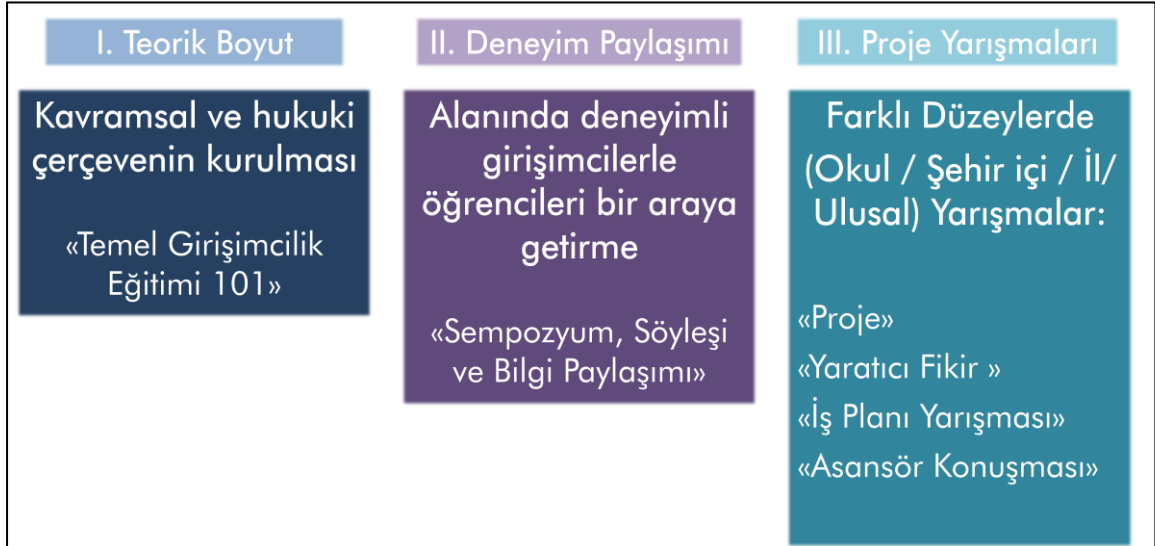 I. Teorik Boyut
Kavramsal ve hukuki
çerçevenin kurulması
«Temel Girişimcilik
Eğitimi 101»
II. Deneyim Paylaşımı
Alanında deneyimli
girişimcilerle
öğrencileri bir araya
getirme
«Sempozyum, Söyleşi
ve Bilgi Paylaşımı»
III. Proje Yarışmaları
Farklı Düzeylerde
(Okul / Şehir içi / İl/
Ulusal) Yarışmalar:
«Proje»
«Yaratıcı Fikir »
«İş Planı Yarışması»
«Asansör Konuşması»